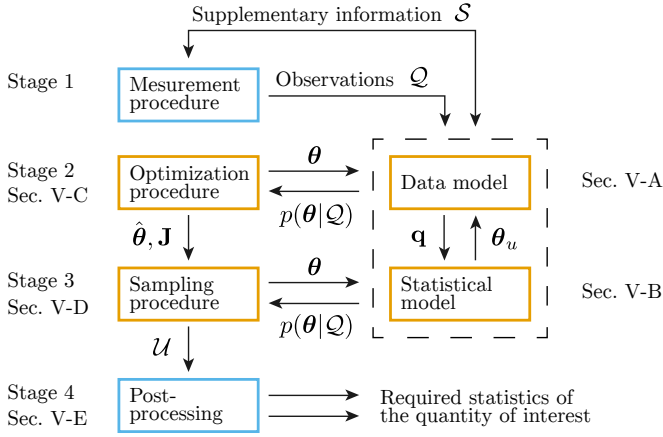 Supplementary information 𝒮
Stage 1
Mesurement
procedure
Observations 𝒬
Stage 2
Sec. V-C
Optimization
procedure
θ
p(θ|𝒬)
Data model
Sec. V-A
θ̂, J
q
θᵤ
Stage 3
Sec. V-D
Sampling
procedure
θ
p(θ|𝒬)
Statistical
model
Sec. V-B
𝒰
Stage 4
Sec. V-E
Post-
processing
Required statistics of
the quantity of interest